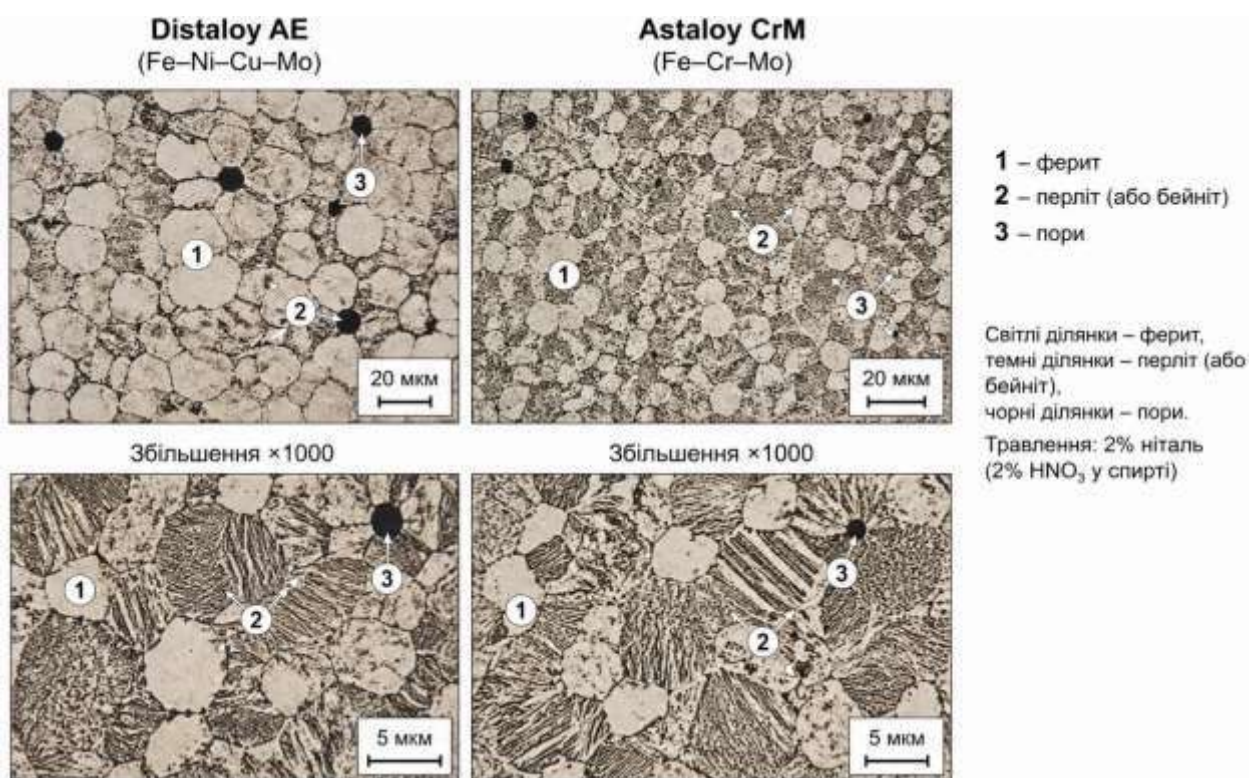 Distaloy AE
(Fe–Ni–Cu–Mo)
Astaloy CrM
(Fe–Cr–Mo)
3
1
2
20 мкм
2
1
3
20 мкм
1 – ферит
2 – перліт (або бейніт)
3 – пори
Світлі ділянки – ферит,
темні ділянки – перліт (або
бейніт),
чорні ділянки – пори.
Травлення: 2% ніталь
(2% HNO₃ у спирті)
Збільшення ×1000
Збільшення ×1000
1
3
2
5 мкм
3
1
2
5 мкм